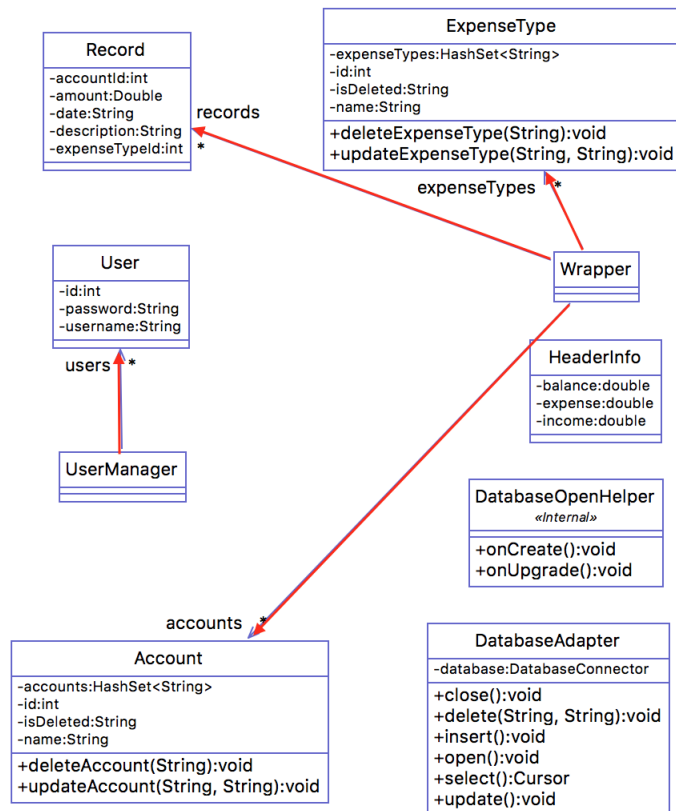 Record
-accountId:int
-amount:Double
-date:String
-description:String
-expenseTypeId:int
records
*
ExpenseType
-expenseTypes:HashSet<String>
-id:int
-isDeleted:String
-name:String
+deleteExpenseType(String):void
+updateExpenseType(String, String):void
expenseTypes
*
Wrapper
User
-id:int
-password:String
-username:String
users
*
UserManager
HeaderInfo
-balance:double
-expense:double
-income:double
DatabaseOpenHelper
«Internal»
+onCreate():void
+onUpgrade():void
accounts
*
Account
-accounts:HashSet<String>
-id:int
-isDeleted:String
-name:String
+deleteAccount(String):void
+updateAccount(String, String):void
DatabaseAdapter
-database:DatabaseConnector
+close():void
+delete(String, String):void
+insert():void
+open():void
+select():Cursor
+update():void